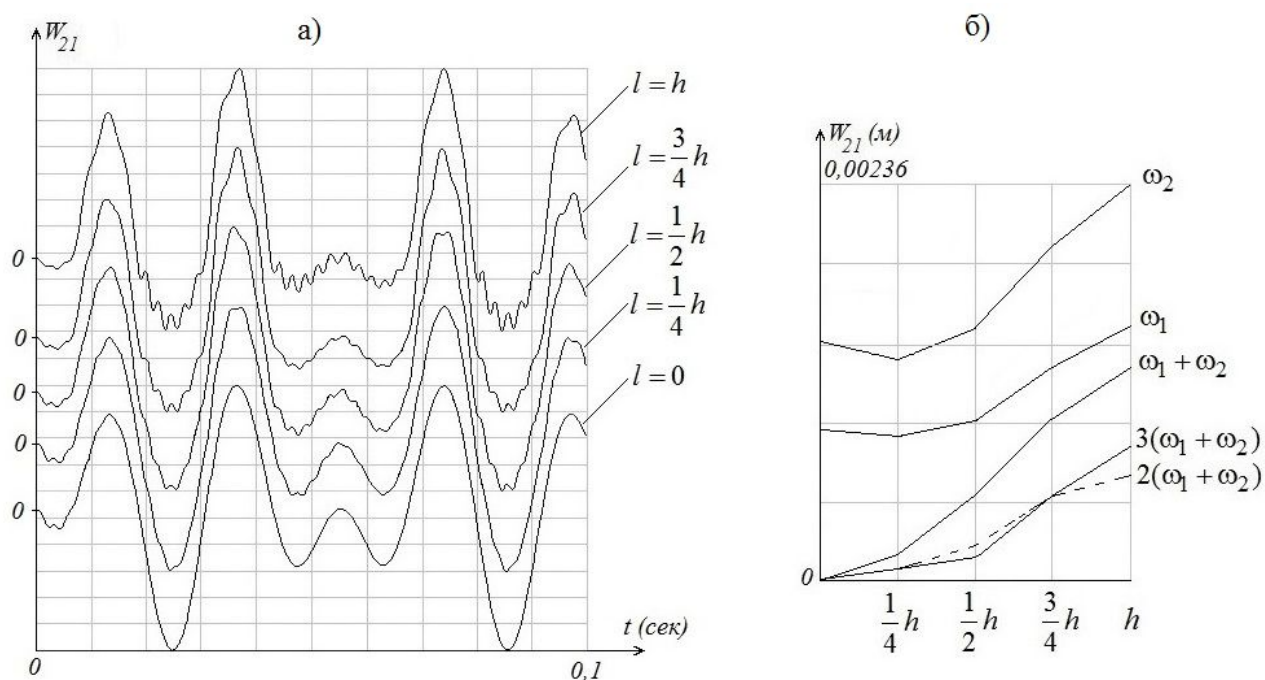 а)
W₂₁
l = h
l = 3/4 h
l = 1/2 h
l = 1/4 h
l = 0
0
0
0
0
0
t (сек)
0
0,1
б)
W₂₁ (м)
0,00236
ω₂
ω₁
ω₁ + ω₂
3(ω₁ + ω₂)
2(ω₁ + ω₂)
0
1/4 h
1/2 h
3/4 h
h